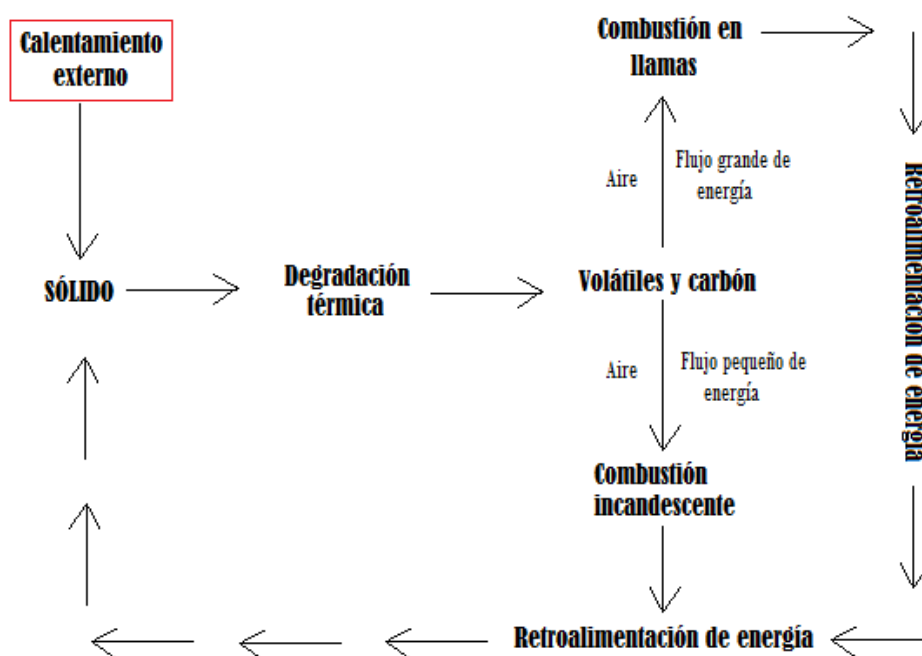 Calentamiento
externo
SÓLIDO
Degradación
térmica
Volátiles y carbón
Combustión en
llamas
Aire
Flujo grande de
energía
Aire
Flujo pequeño de
energía
Combustión
incandescente
Retroalimentación de energía
Retroalimentación de energía